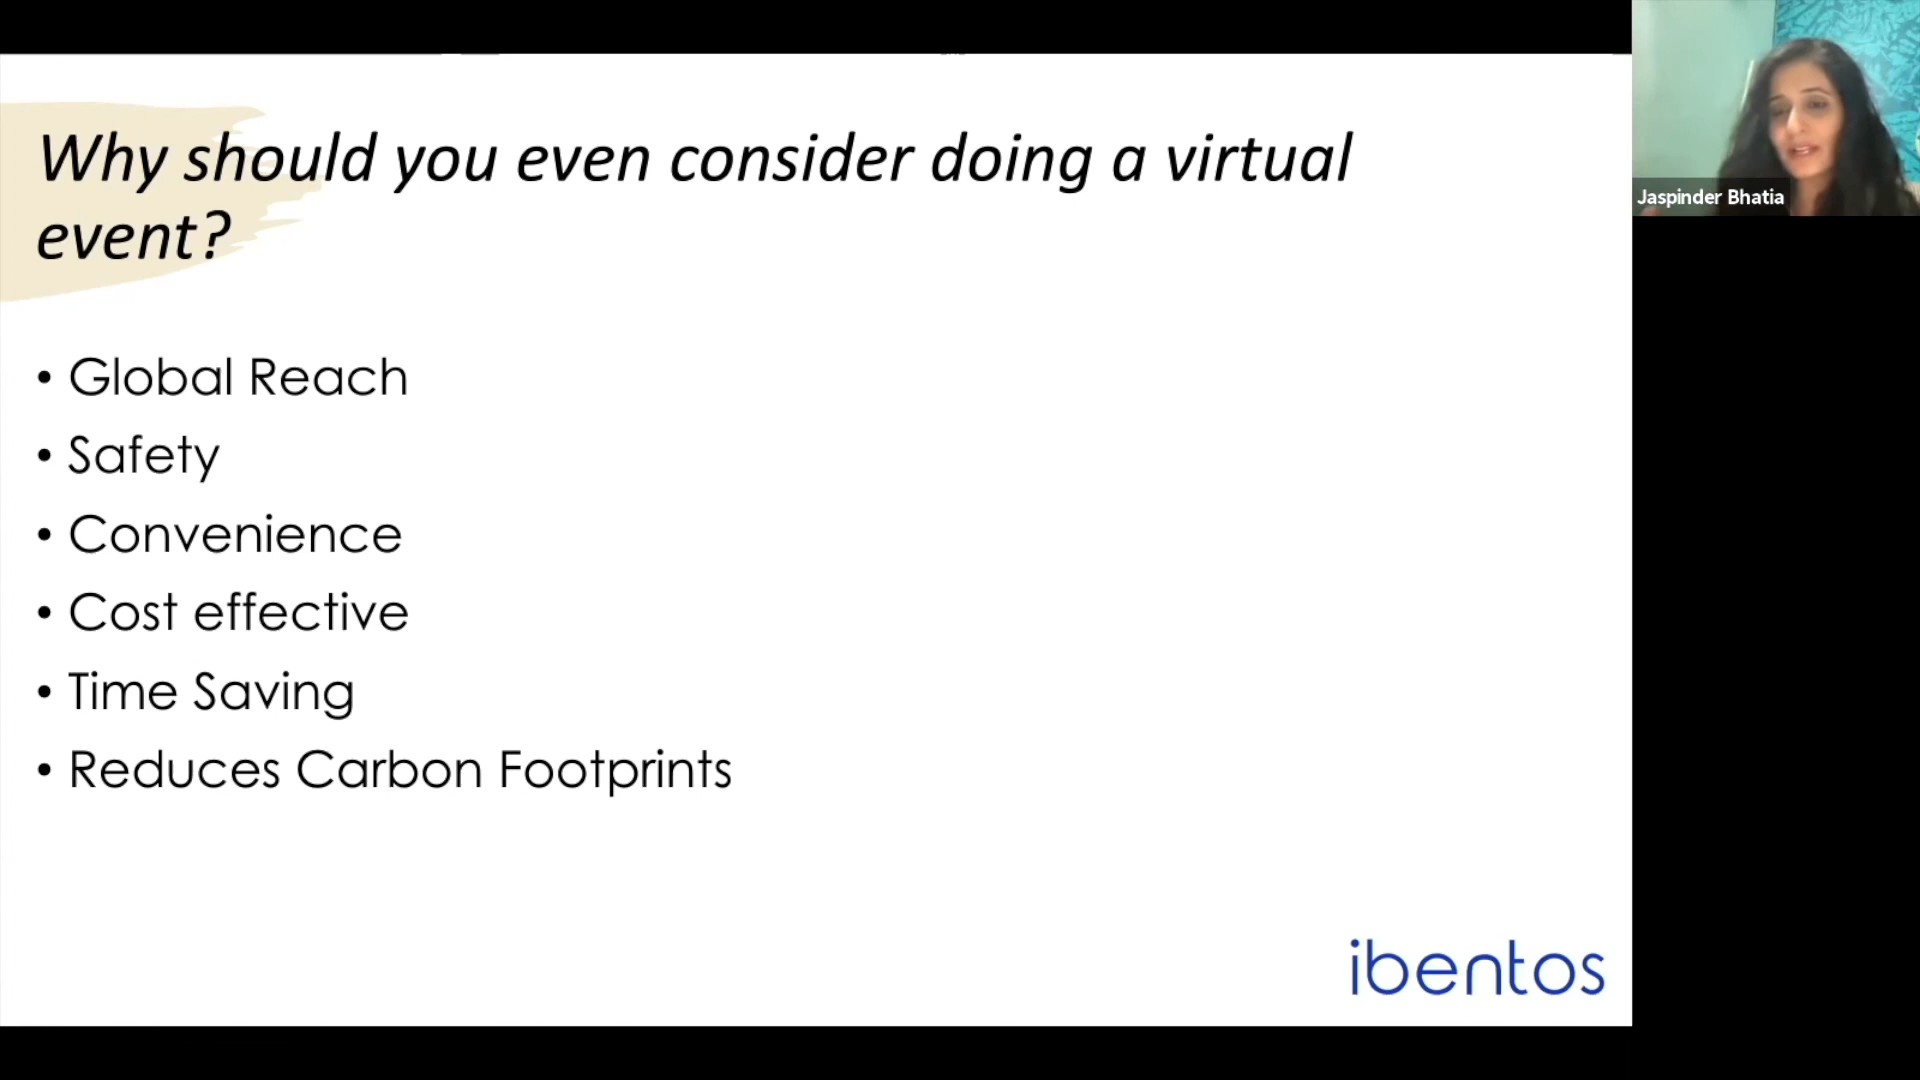 Why should you even consider doing a virtual
event?
• Global Reach
• Safety
• Convenience
• Cost effective
• Time Saving
• Reduces Carbon Footprints
ibentos
Jaspinder Bhatia